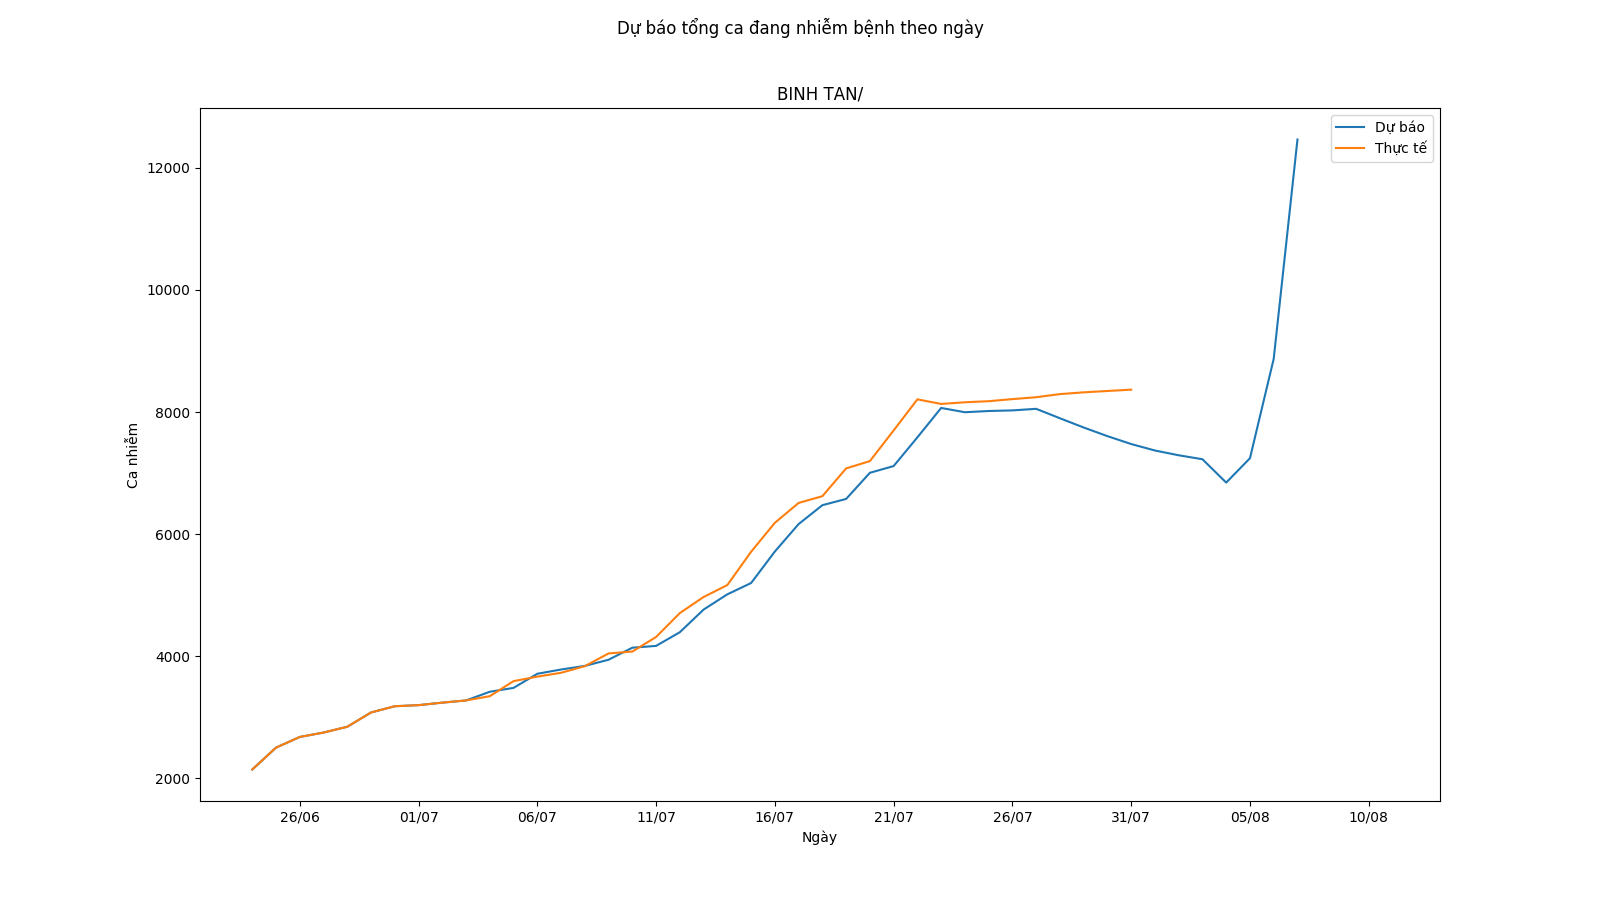 Dự báo tổng ca đang nhiễm bệnh theo ngày
BINH TAN/
Dự báo
Thực tế
12000
10000
8000
6000
4000
2000
Ca nhiễm
26/06 01/07 06/07 11/07 16/07 21/07 26/07 31/07 05/08 10/08
Ngày